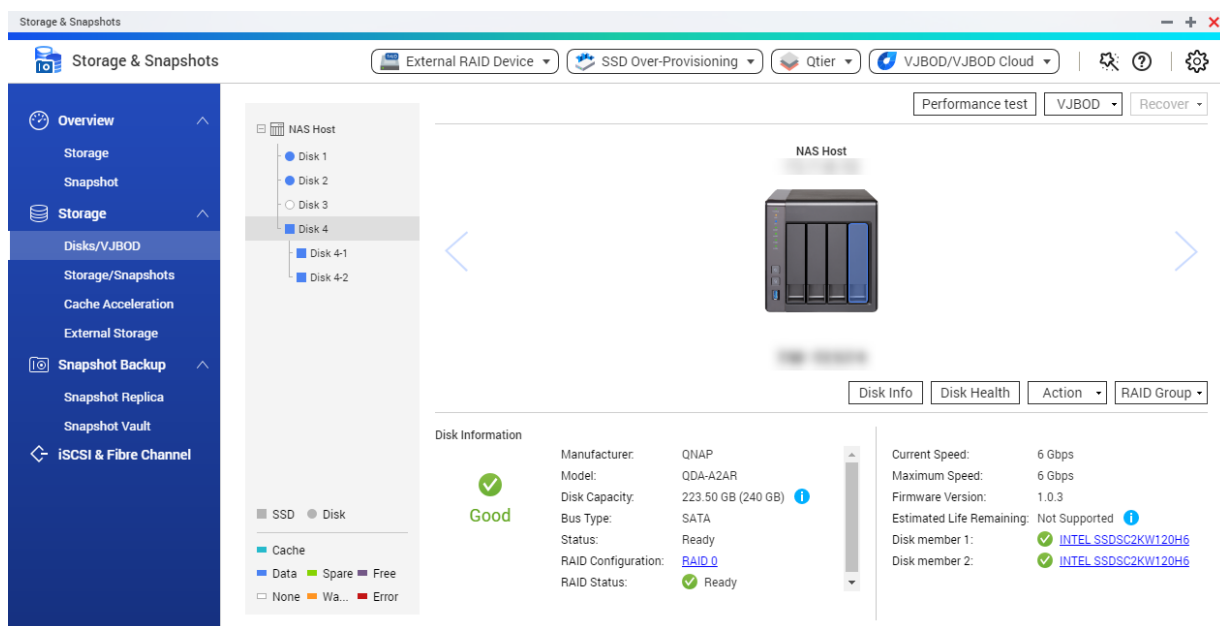 Storage & Snapshots
Storage & Snapshots
External RAID Device
SSD Over-Provisioning
Qtier
VJBOD/VJBOD Cloud
Overview
Storage
Snapshot
Storage
Disks/VJBOD
Storage/Snapshots
Cache Acceleration
External Storage
Snapshot Backup
Snapshot Replica
Snapshot Vault
iSCSI & Fibre Channel
NAS Host
Disk 1
Disk 2
Disk 3
Disk 4
Disk 4-1
Disk 4-2
SSD Disk
Cache
Data Spare Free
None Wa... Error
Performance test VJBOD Recover
NAS Host
Disk Info Disk Health Action RAID Group
Disk Information
Good
Manufacturer: QNAP
Model: QDA-A2AR
Disk Capacity: 223.50 GB (240 GB)
Bus Type: SATA
Status: Ready
RAID Configuration: RAID 0
RAID Status: Ready
Current Speed: 6 Gbps
Maximum Speed: 6 Gbps
Firmware Version: 1.0.3
Estimated Life Remaining: Not Supported
Disk member 1: INTEL SSDSC2KW120H6
Disk member 2: INTEL SSDSC2KW120H6